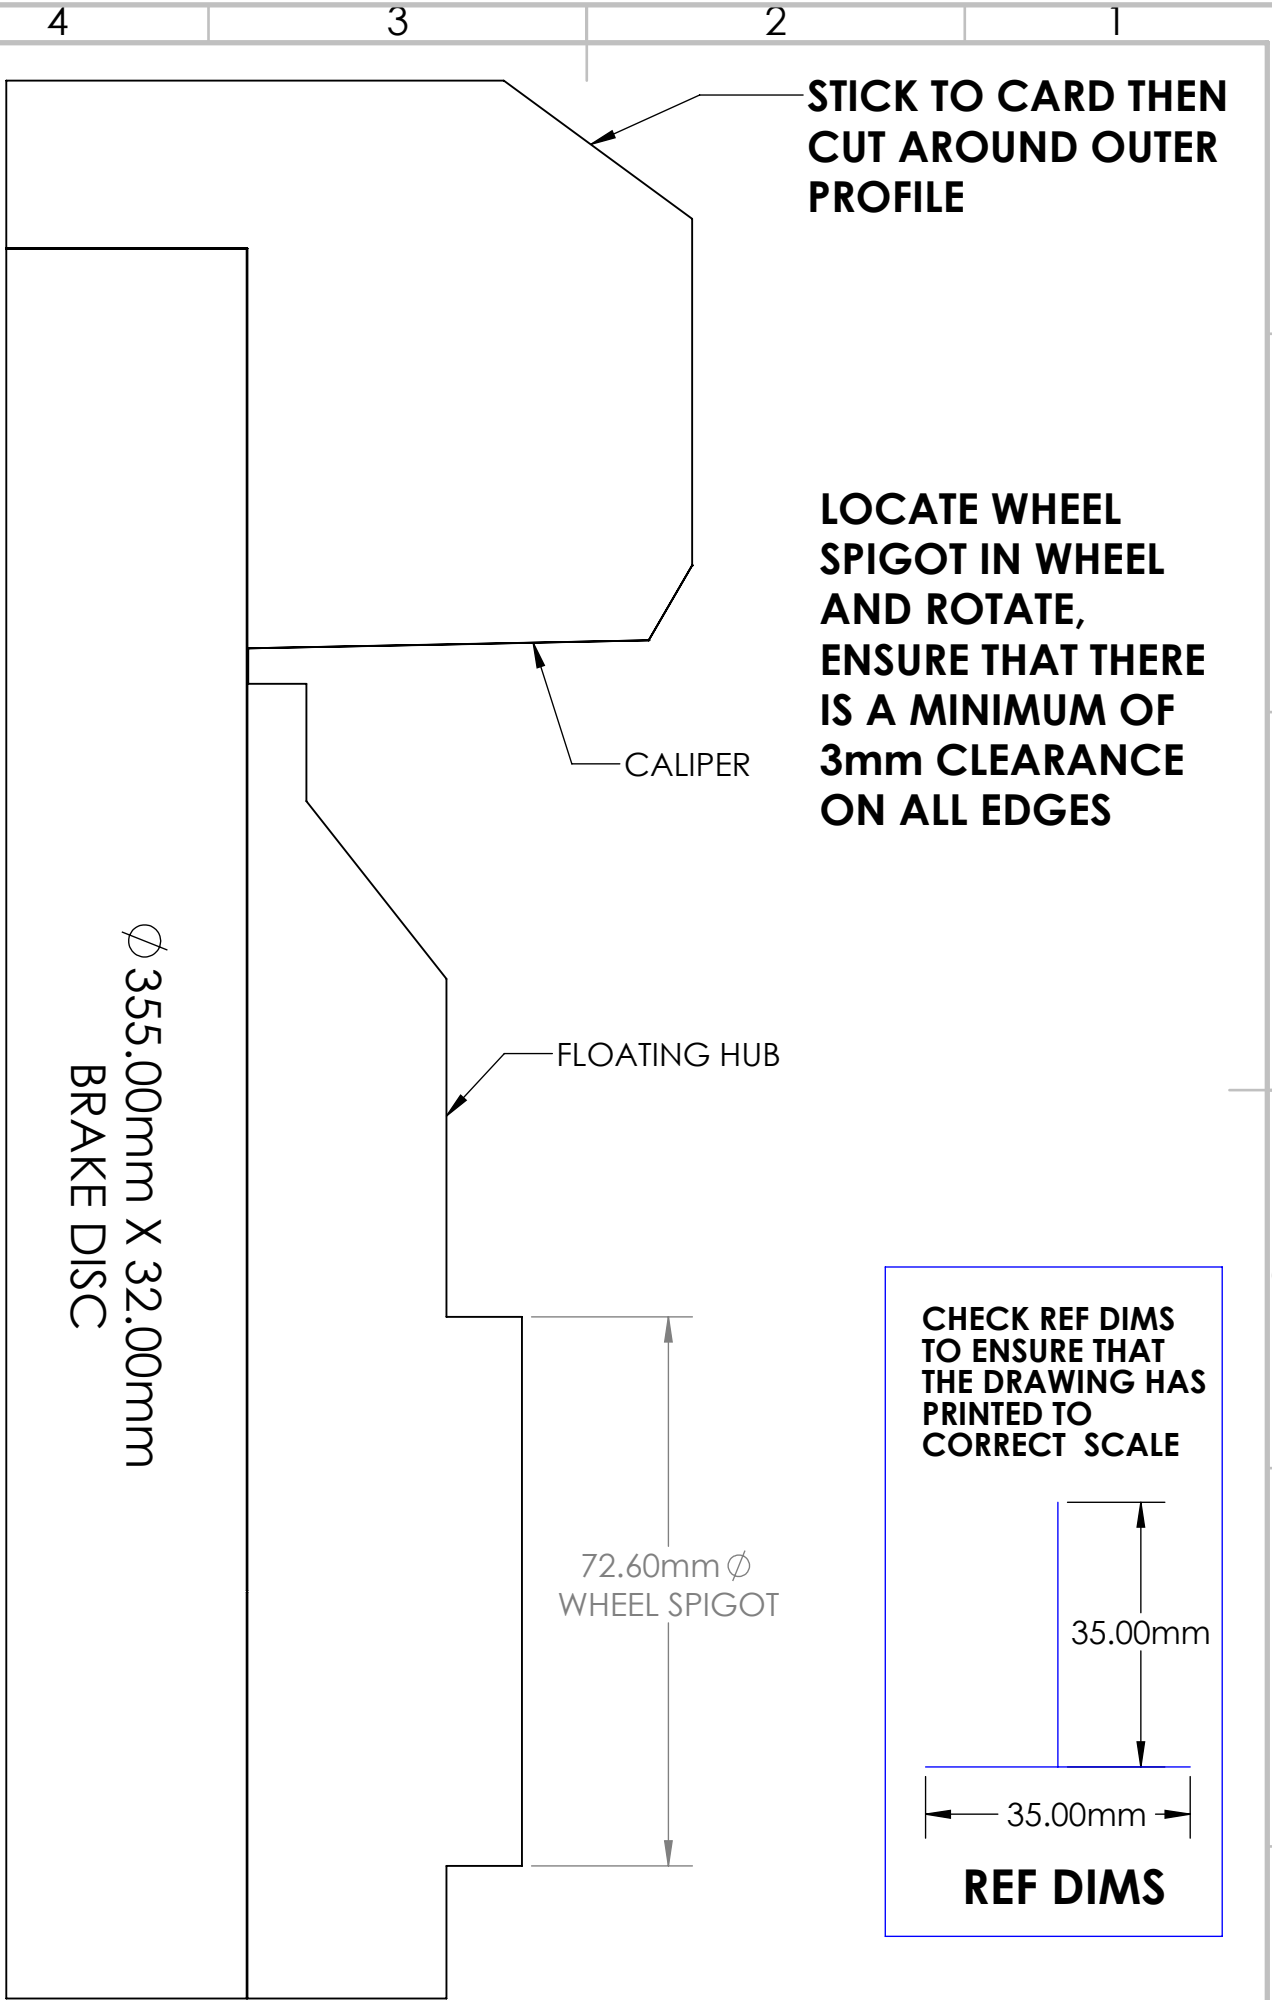 4
3
2
1
STICK TO CARD THEN
CUT AROUND OUTER
PROFILE
LOCATE WHEEL
SPIGOT IN WHEEL
AND ROTATE,
ENSURE THAT THERE
IS A MINIMUM OF
3mm CLEARANCE
ON ALL EDGES
CALIPER
FLOATING HUB
∅ 355.00mm X 32.00mm
BRAKE DISC
72.60mm ∅
WHEEL SPIGOT
CHECK REF DIMS
TO ENSURE THAT
THE DRAWING HAS
PRINTED TO
CORRECT SCALE
35.00mm
35.00mm
REF DIMS